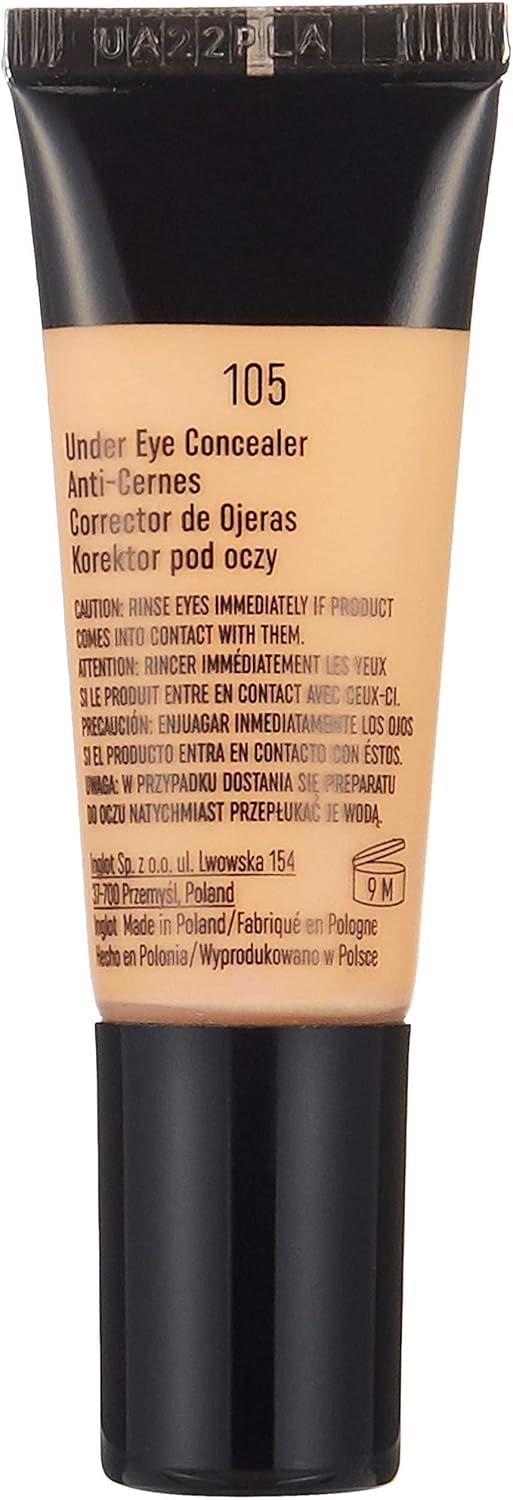 UA22PLA
105
Under Eye Concealer
Anti-Cernes
Corrector de Ojeras
Korektor pod oczy
CAUTION: RINSE EYES IMMEDIATELY IF PRODUCT
COMES INTO CONTACT WITH THEM.
ATTENTION: RINCER IMMÉDIATEMENT LES YEUX
SI LE PRODUIT ENTRE EN CONTACT AVEC CEUX-CI.
PRECAUCIÓN: ENJUAGAR INMEDIATAMENTE LOS OJOS
SI EL PRODUCTO ENTRA EN CONTACTO CON ÉSTOS.
UWAGA: W PRZYPADKU DOSTANIA SIĘ PREPARATU
DO OCZU NATYCHMIAST PRZEPŁUKAĆ JE WODĄ.
Inglot Sp. z o.o. ul. Lwowska 154
37-700 Przemyśl, Poland
9 M
Inglot Made in Poland/Fabriqué en Pologne
Hecho en Polonia/Wyprodukowano w Polsce